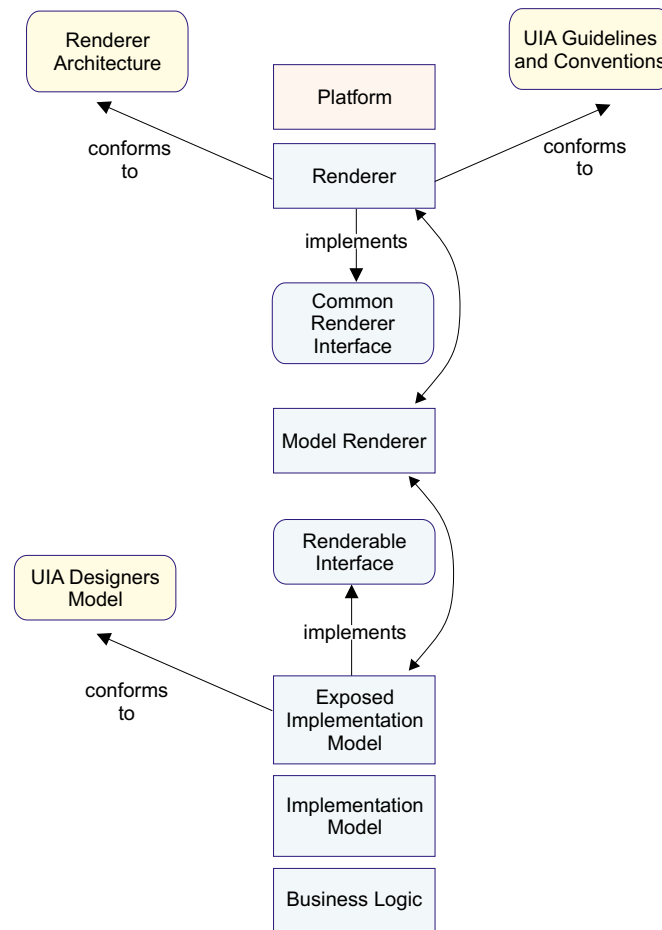 Renderer
Architecture
UIA Guidelines
and Conventions
Platform
conforms
to
Renderer
conforms
to
implements
Common
Renderer
Interface
Model Renderer
Renderable
Interface
UIA Designers
Model
implements
conforms
to
Exposed
Implementation
Model
Implementation
Model
Business Logic